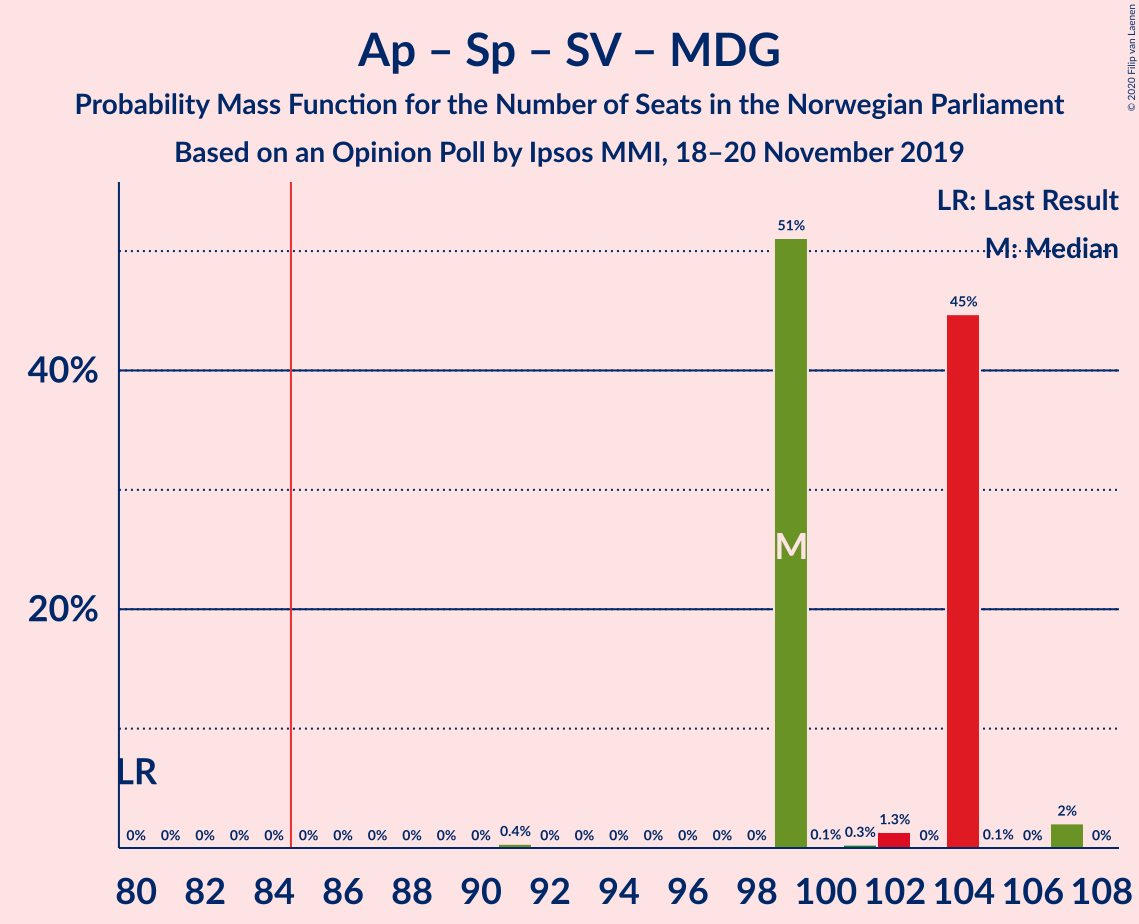 Ap – Sp – SV – MDG
Probability Mass Function for the Number of Seats in the Norwegian Parliament
Based on an Opinion Poll by Ipsos MMI, 18–20 November 2019
© 2020 Filip van Laenen
LR: Last Result
M: Median
51%
45%
40%
M
20%
LR
0% 0% 0% 0% 0% 0% 0% 0% 0% 0% 0% 0.4% 0% 0% 0% 0% 0% 0% 0% 0.1% 0.3% 1.3% 0% 0.1% 0% 2% 0%
80 82 84 86 88 90 92 94 96 98 100 102 104 106 108